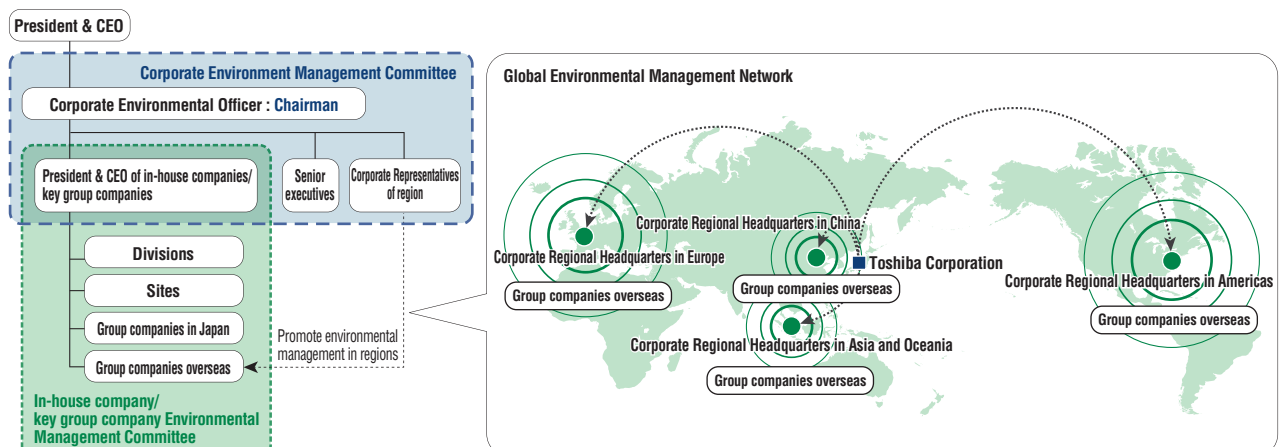 President & CEO
Corporate Environment Management Committee
Corporate Environmental Officer : Chairman
President & CEO of in-house companies/
key group companies
Senior
executives
Corporate Representatives
of region
Divisions
Sites
Group companies in Japan
Group companies overseas
Promote environmental
management in regions
In-house company/
key group company Environmental
Management Committee
Global Environmental Management Network
Corporate Regional Headquarters in China
Corporate Regional Headquarters in Europe
Toshiba Corporation
Corporate Regional Headquarters in Americas
Group companies overseas
Group companies overseas
Group companies overseas
Corporate Regional Headquarters in Asia and Oceania
Group companies overseas